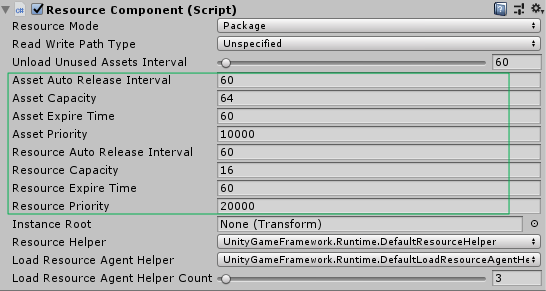 Resource Component (Script)
Resource Mode Package
Read Write Path Type Unspecified
Unload Unused Assets Interval 60
Asset Auto Release Interval 60
Asset Capacity 64
Asset Expire Time 60
Asset Priority 10000
Resource Auto Release Interval 60
Resource Capacity 16
Resource Expire Time 60
Resource Priority 20000
Instance Root None (Transform)
Resource Helper UnityGameFramework.Runtime.DefaultResourceHelper
Load Resource Agent Helper UnityGameFramework.Runtime.DefaultLoadResourceAgentHe
Load Resource Agent Helper Count 3